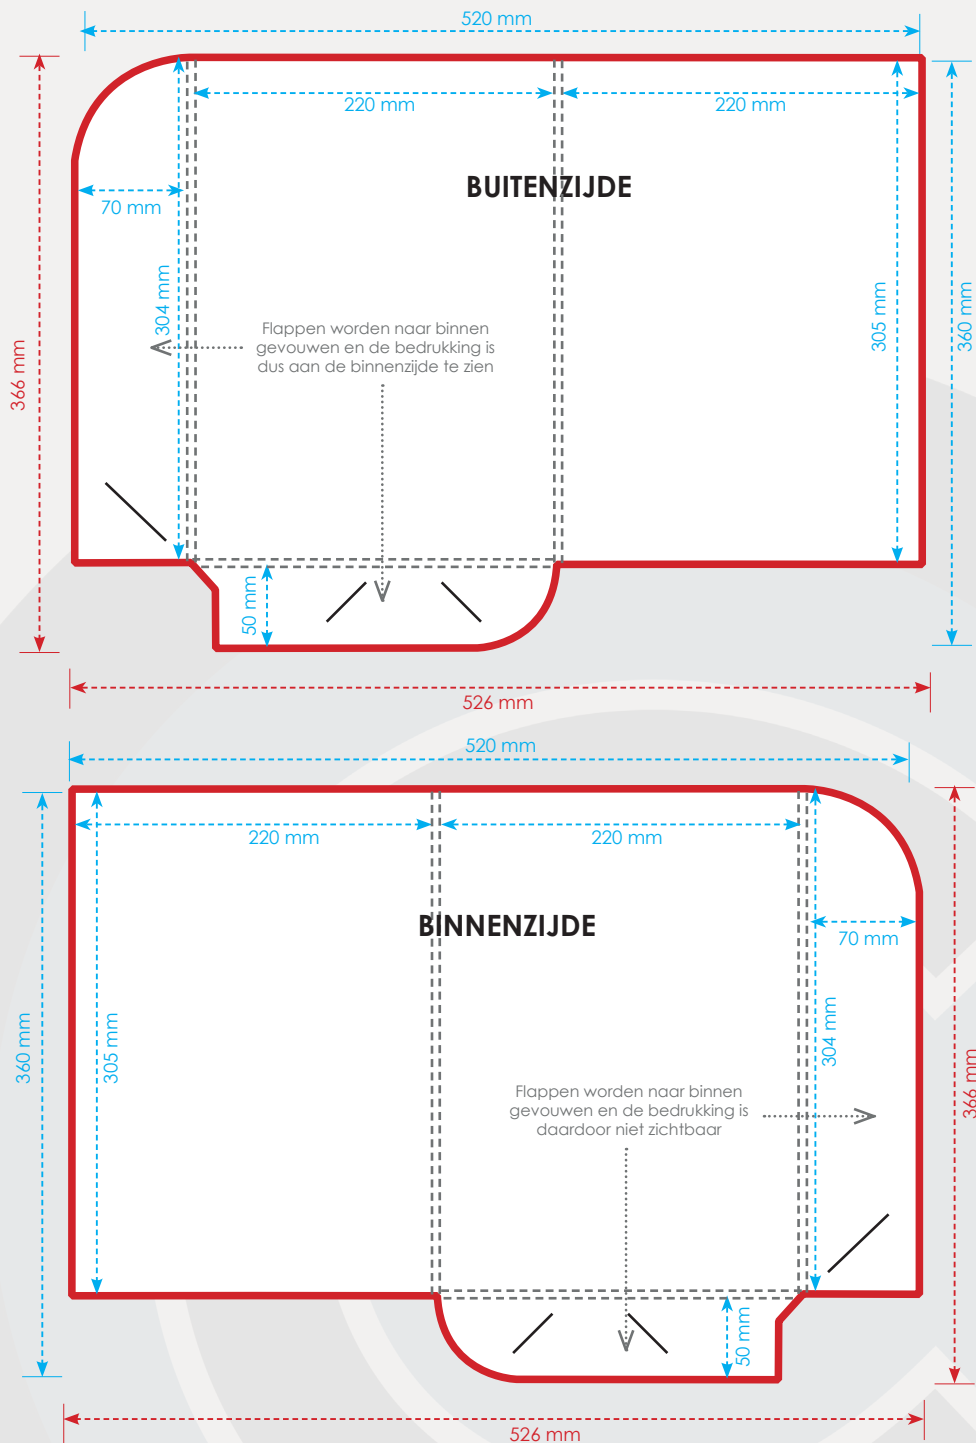 520 mm
220 mm
220 mm
BUITENZIJDE
70 mm
304 mm
305 mm
360 mm
366 mm
Flappen worden naar binnen
gevouwen en de bedrukking is
dus aan de binnenzijde te zien
50 mm
526 mm
520 mm
220 mm
220 mm
BINNENZIJDE
70 mm
360 mm
305 mm
304 mm
366 mm
Flappen worden naar binnen
gevouwen en de bedrukking is
daardoor niet zichtbaar
50 mm
526 mm